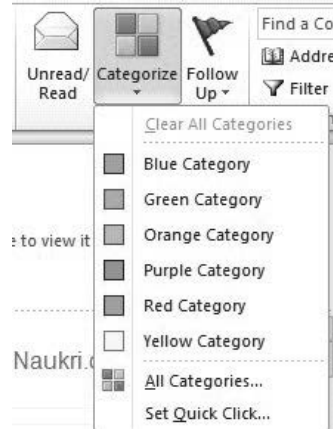 Find a Co
Unread/ Read
Categorize
Follow Up
Addre
Filter
Clear All Categories
Blue Category
Green Category
Orange Category
Purple Category
Red Category
Yellow Category
All Categories...
Set Quick Click...
e to view it
Naukri.